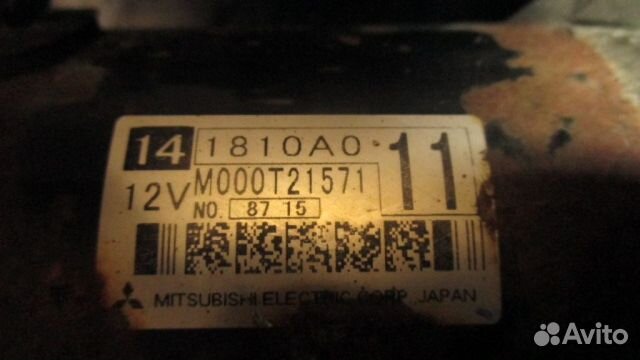 14 1810A0 11
12V M000T21571
NO. 87 15
MITSUBISHI ELECTRIC CORP. JAPAN
Avito